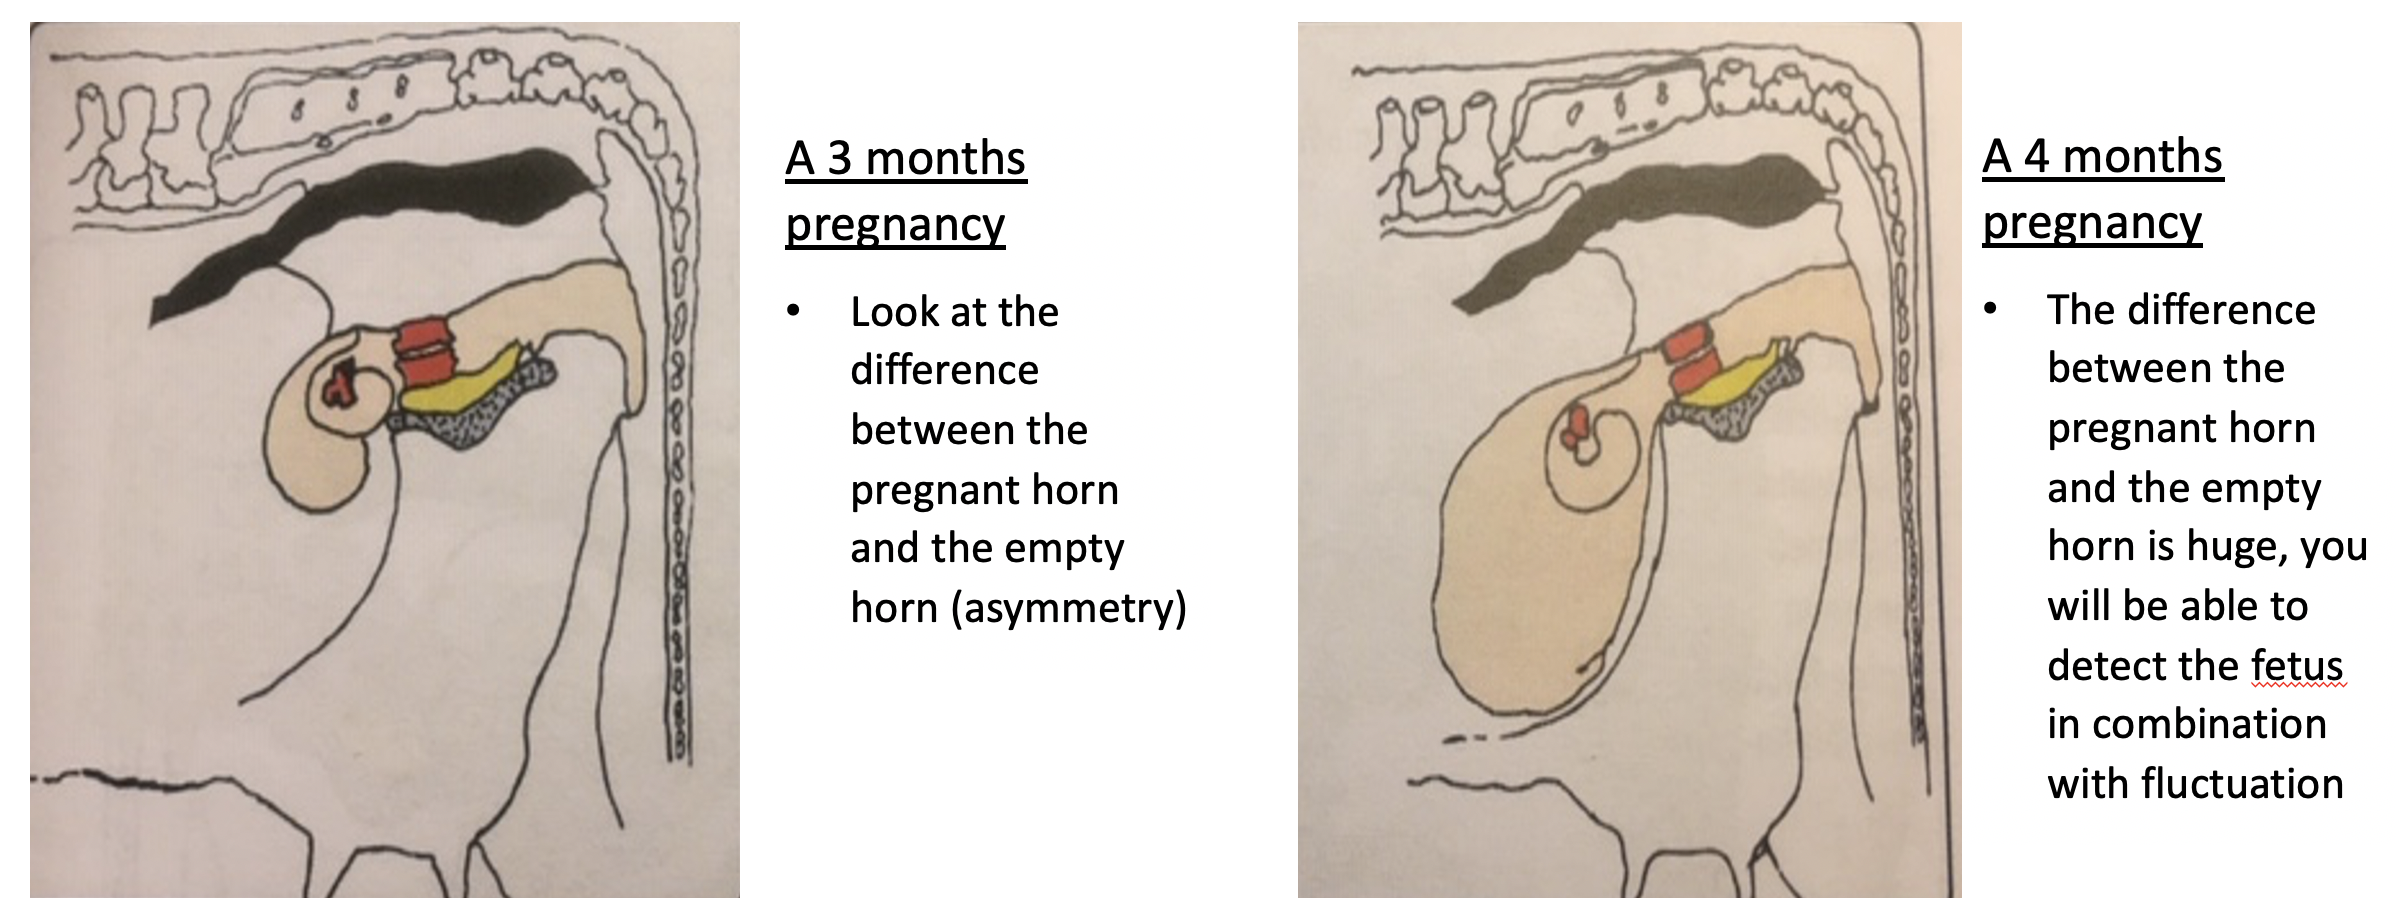 A 3 months
pregnancy
• Look at the
difference
between the
pregnant horn
and the empty
horn (asymmetry)
A 4 months
pregnancy
• The difference
between the
pregnant horn
and the empty
horn is huge, you
will be able to
detect the fetus
in combination
with fluctuation